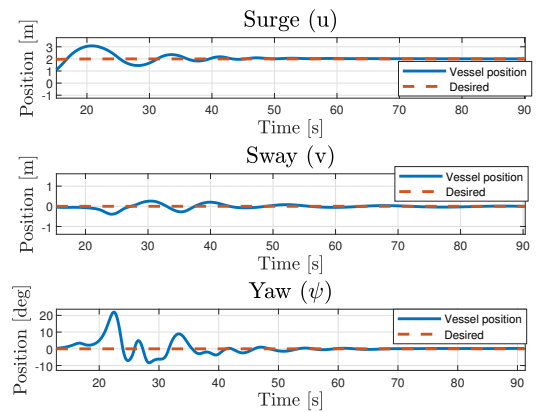 Surge (u)
Position [m]
3
2
1
0
-1
Vessel position
Desired
20 30 40 50 60 70 80 90
Time [s]
Sway (v)
Position [m]
1
0
-1
Vessel position
Desired
20 30 40 50 60 70 80 90
Time [s]
Yaw (ψ)
Position [deg]
20
10
0
-10
Vessel position
Desired
20 30 40 50 60 70 80 90
Time [s]